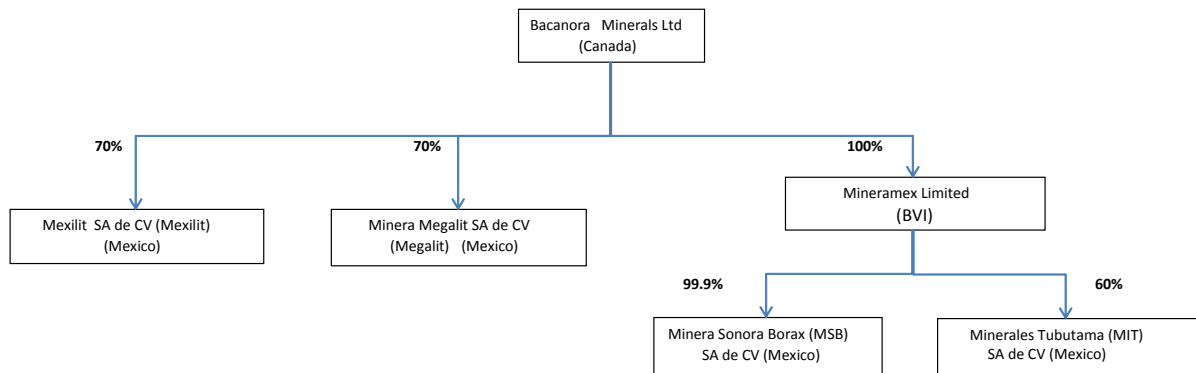 Bacanora Minerals Ltd
(Canada)
70%
70%
100%
Mexilit SA de CV (Mexilit)
(Mexico)
Minera Megalit SA de CV
(Megalit) (Mexico)
Mineramex Limited
(BVI)
99.9%
60%
Minera Sonora Borax (MSB)
SA de CV (Mexico)
Minerales Tubutama (MIT)
SA de CV (Mexico)